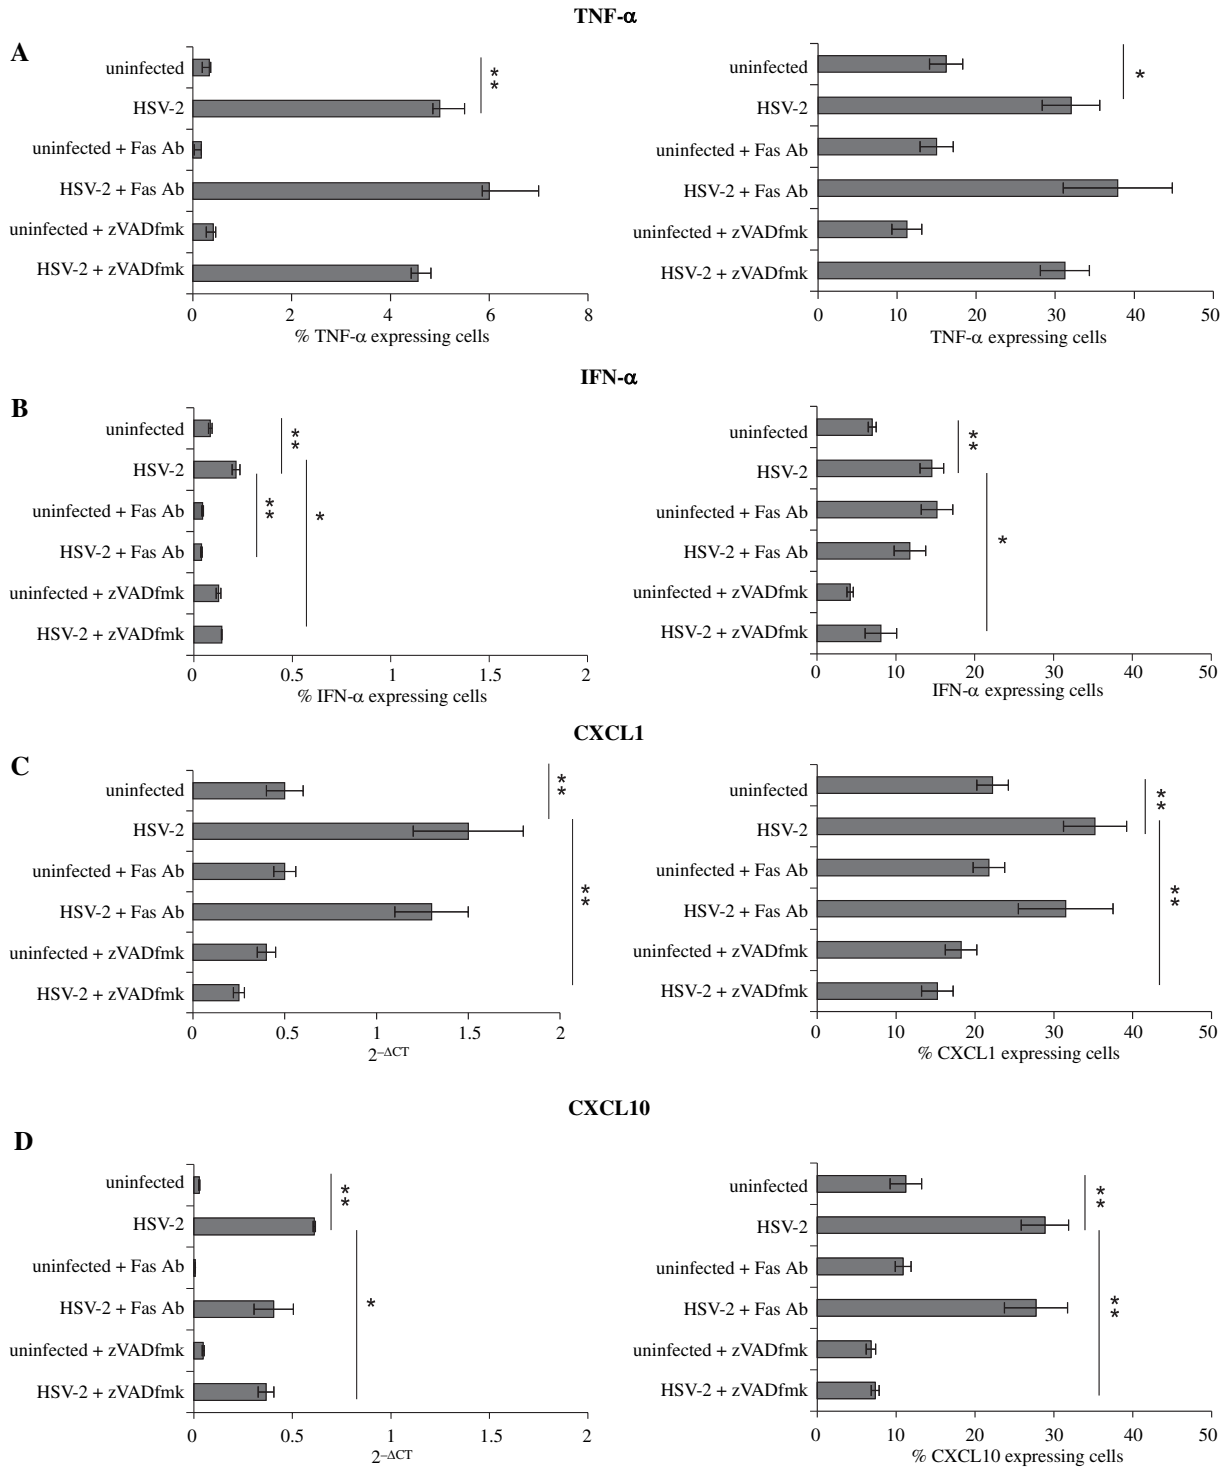 TNF-α
A
uninfected
HSV-2
uninfected + Fas Ab
HSV-2 + Fas Ab
uninfected + zVADfmk
HSV-2 + zVADfmk
* *
0 2 4 6 8
% TNF-α expressing cells
uninfected
HSV-2
uninfected + Fas Ab
HSV-2 + Fas Ab
uninfected + zVADfmk
HSV-2 + zVADfmk
*
0 10 20 30 40 50
TNF-α expressing cells
IFN-α
B
uninfected
HSV-2
uninfected + Fas Ab
HSV-2 + Fas Ab
uninfected + zVADfmk
HSV-2 + zVADfmk
* *
* *
*
0 0.5 1 1.5 2
% IFN-α expressing cells
uninfected
HSV-2
uninfected + Fas Ab
HSV-2 + Fas Ab
uninfected + zVADfmk
HSV-2 + zVADfmk
* *
*
0 10 20 30 40 50
IFN-α expressing cells
CXCL1
C
uninfected
HSV-2
uninfected + Fas Ab
HSV-2 + Fas Ab
uninfected + zVADfmk
HSV-2 + zVADfmk
* *
* *
0 0.5 1 1.5 2
2–ΔCT
uninfected
HSV-2
uninfected + Fas Ab
HSV-2 + Fas Ab
uninfected + zVADfmk
HSV-2 + zVADfmk
* *
* *
0 10 20 30 40 50
% CXCL1 expressing cells
CXCL10
D
uninfected
HSV-2
uninfected + Fas Ab
HSV-2 + Fas Ab
uninfected + zVADfmk
HSV-2 + zVADfmk
* *
*
0 0.5 1 1.5 2
2–ΔCT
uninfected
HSV-2
uninfected + Fas Ab
HSV-2 + Fas Ab
uninfected + zVADfmk
HSV-2 + zVADfmk
* *
* *
0 10 20 30 40 50
% CXCL10 expressing cells